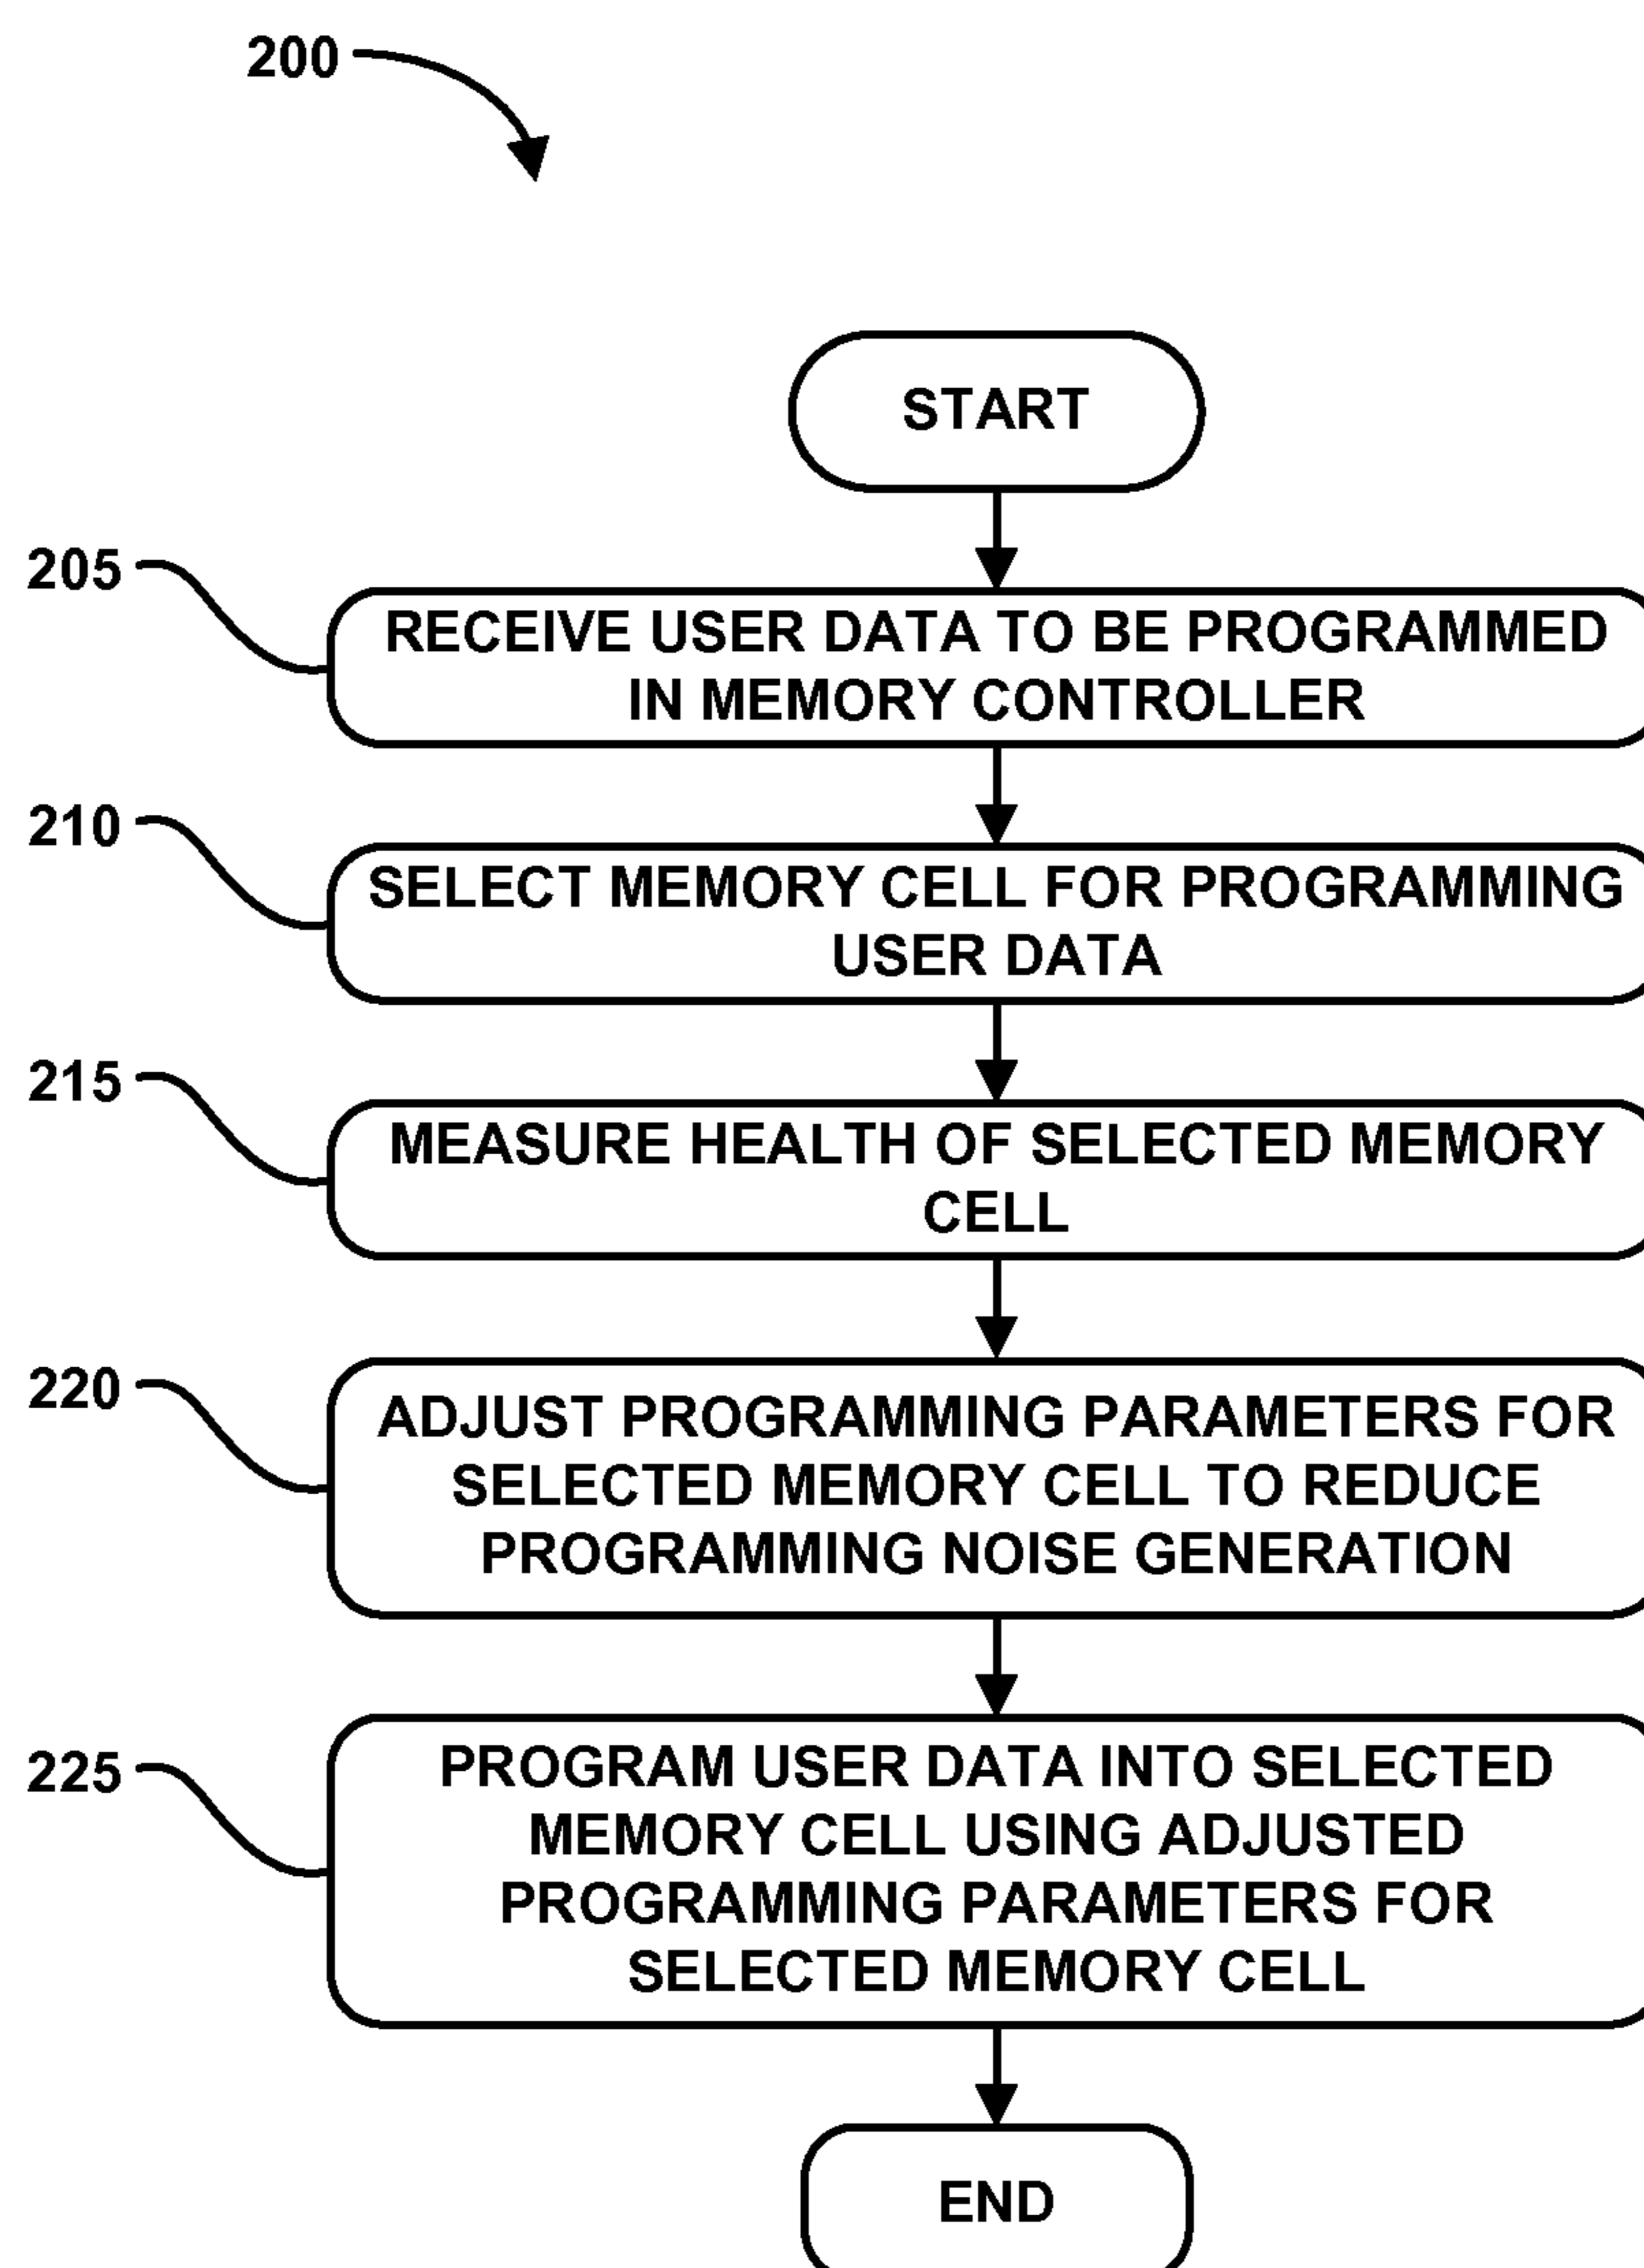 200
START
205
RECEIVE USER DATA TO BE PROGRAMMED
IN MEMORY CONTROLLER
210
SELECT MEMORY CELL FOR PROGRAMMING
USER DATA
215
MEASURE HEALTH OF SELECTED MEMORY
CELL
220
ADJUST PROGRAMMING PARAMETERS FOR
SELECTED MEMORY CELL TO REDUCE
PROGRAMMING NOISE GENERATION
225
PROGRAM USER DATA INTO SELECTED
MEMORY CELL USING ADJUSTED
PROGRAMMING PARAMETERS FOR
SELECTED MEMORY CELL
END